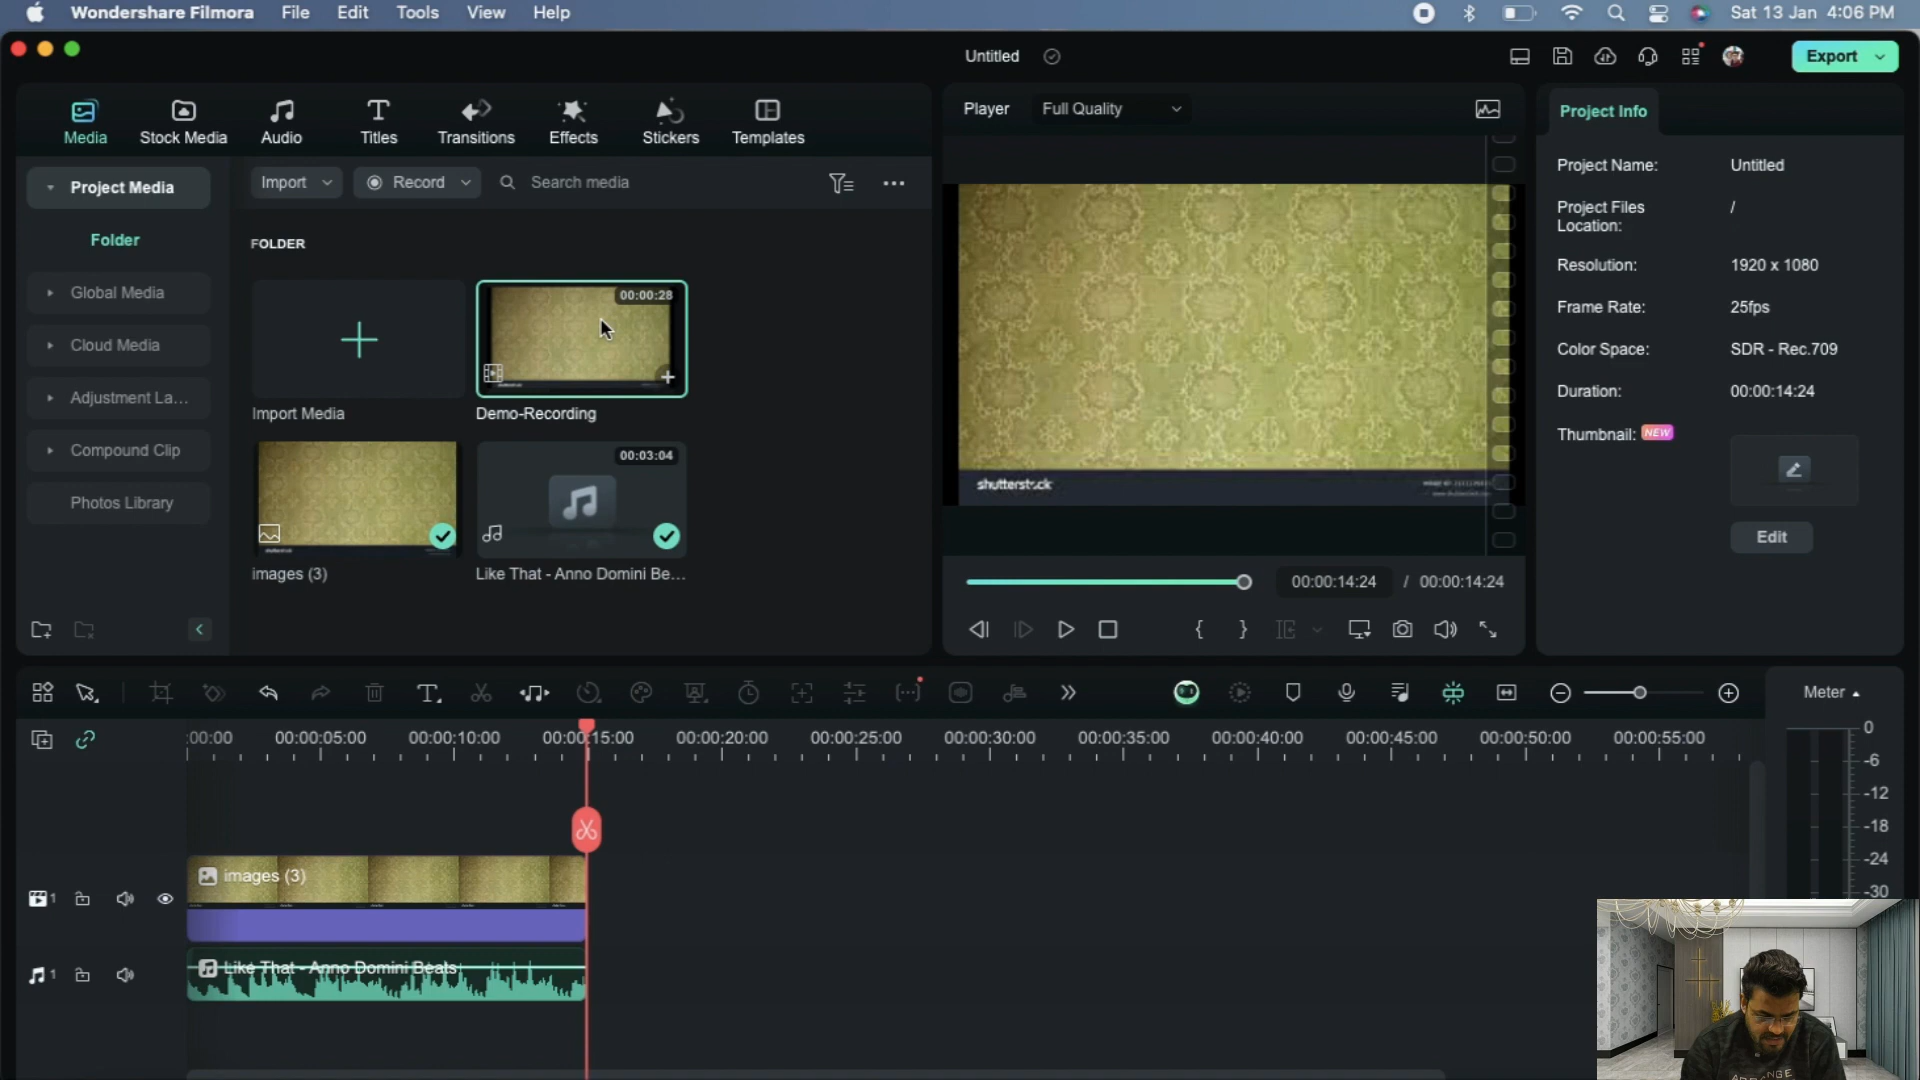 Wondershare Filmora File Edit Tools View Help
Sat 13 Jan 4:06 PM
Untitled
Export
Media Stock Media Audio Titles Transitions Effects Stickers Templates
Player Full Quality
Project Info
Project Media
Folder
Global Media
Cloud Media
Adjustment La...
Compound Clip
Photos Library
Import Record Search media
FOLDER
Import Media
00:00:28
Demo-Recording
images (3)
00:03:04
Like That - Anno Domini Be...
shutterstock
00:00:14:24 / 00:00:14:24
Project Name: Untitled
Project Files Location: /
Resolution: 1920 x 1080
Frame Rate: 25fps
Color Space: SDR - Rec.709
Duration: 00:00:14:24
Thumbnail: NEW
Edit
Meter
:00:00 00:00:05:00 00:00:10:00 00:00:15:00 00:00:20:00 00:00:25:00 00:00:30:00 00:00:35:00 00:00:40:00 00:00:45:00 00:00:50:00 00:00:55:00
0
-6
-12
-18
-24
-30
1
images (3)
1
Like That - Anno Domini Beats